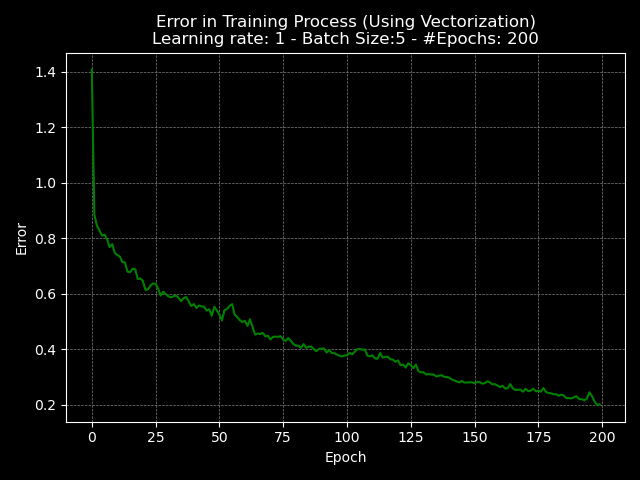 Error in Training Process (Using Vectorization)
Learning rate: 1 - Batch Size:5 - #Epochs: 200
1.4
1.2
1.0
0.8
0.6
0.4
0.2
Error
0 25 50 75 100 125 150 175 200
Epoch